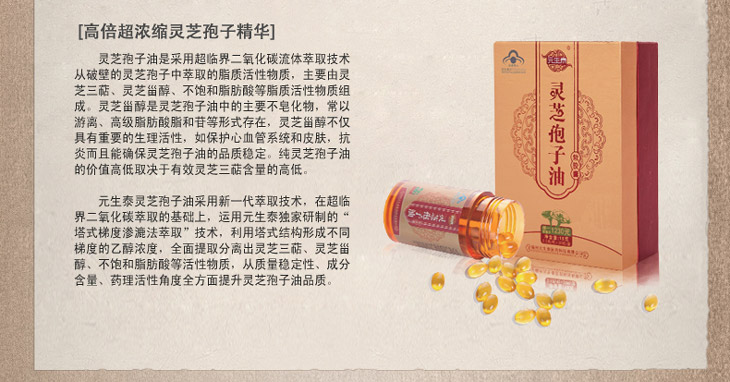 [高倍超浓缩灵芝孢子精华]
灵芝孢子油是采用超临界二氧化碳流体萃取技术
从破壁的灵芝孢子中萃取的脂质活性物质，主要由灵
芝三萜、灵芝甾醇、不饱和脂肪酸等脂质活性物质组
成。灵芝甾醇是灵芝孢子油中的主要不皂化物，常以
游离、高级脂肪酸脂和苷等形式存在，灵芝甾醇不仅
具有重要的生理活性，如保护心血管系统和皮肤，抗
炎而且能确保灵芝孢子油的品质稳定。纯灵芝孢子油
的价值高低取决于有效灵芝三萜含量的高低。
元生泰灵芝孢子油采用新一代萃取技术，在超临
界二氧化碳萃取的基础上，运用元生泰独家研制的“
塔式梯度渗漉法萃取”技术，利用塔式结构形成不同
梯度的乙醇浓度，全面提取分离出灵芝三萜、灵芝甾
醇、不饱和脂肪酸等活性物质，从质量稳定性、成分
含量、药理活性角度全方面提升灵芝孢子油品质。
元生泰
灵芝孢子油
软胶囊